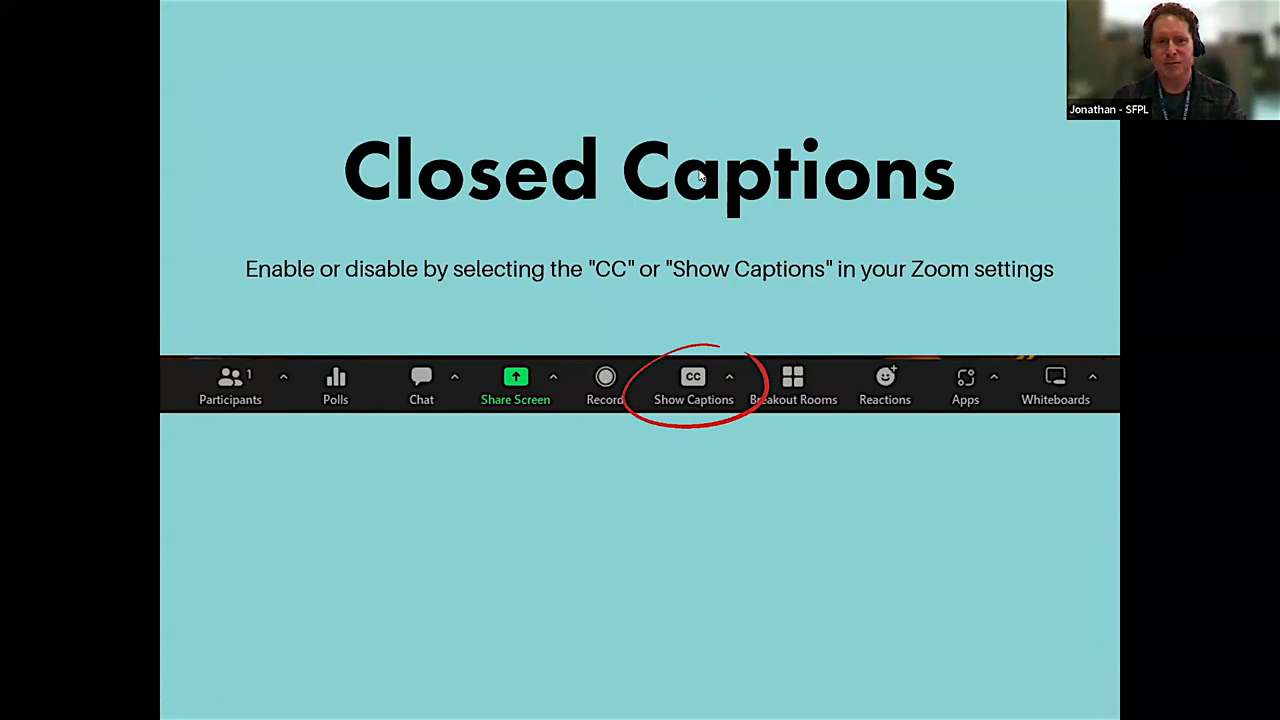 Jonathan - SFPL
Closed Captions
Enable or disable by selecting the "CC" or "Show Captions" in your Zoom settings
1
CC
Participants Polls Chat Share Screen Record Show Captions Breakout Rooms Reactions Apps Whiteboards